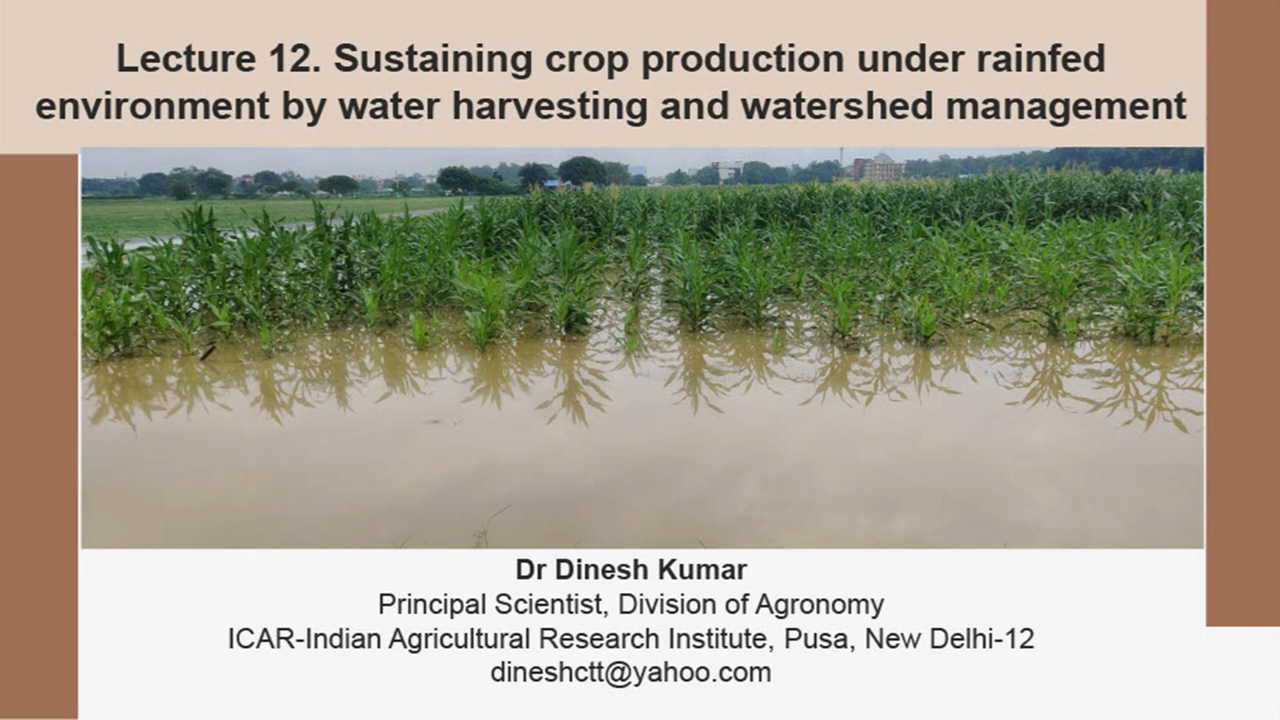 Lecture 12. Sustaining crop production under rainfed
environment by water harvesting and watershed management
Dr Dinesh Kumar
Principal Scientist, Division of Agronomy
ICAR-Indian Agricultural Research Institute, Pusa, New Delhi-12
dineshctt@yahoo.com